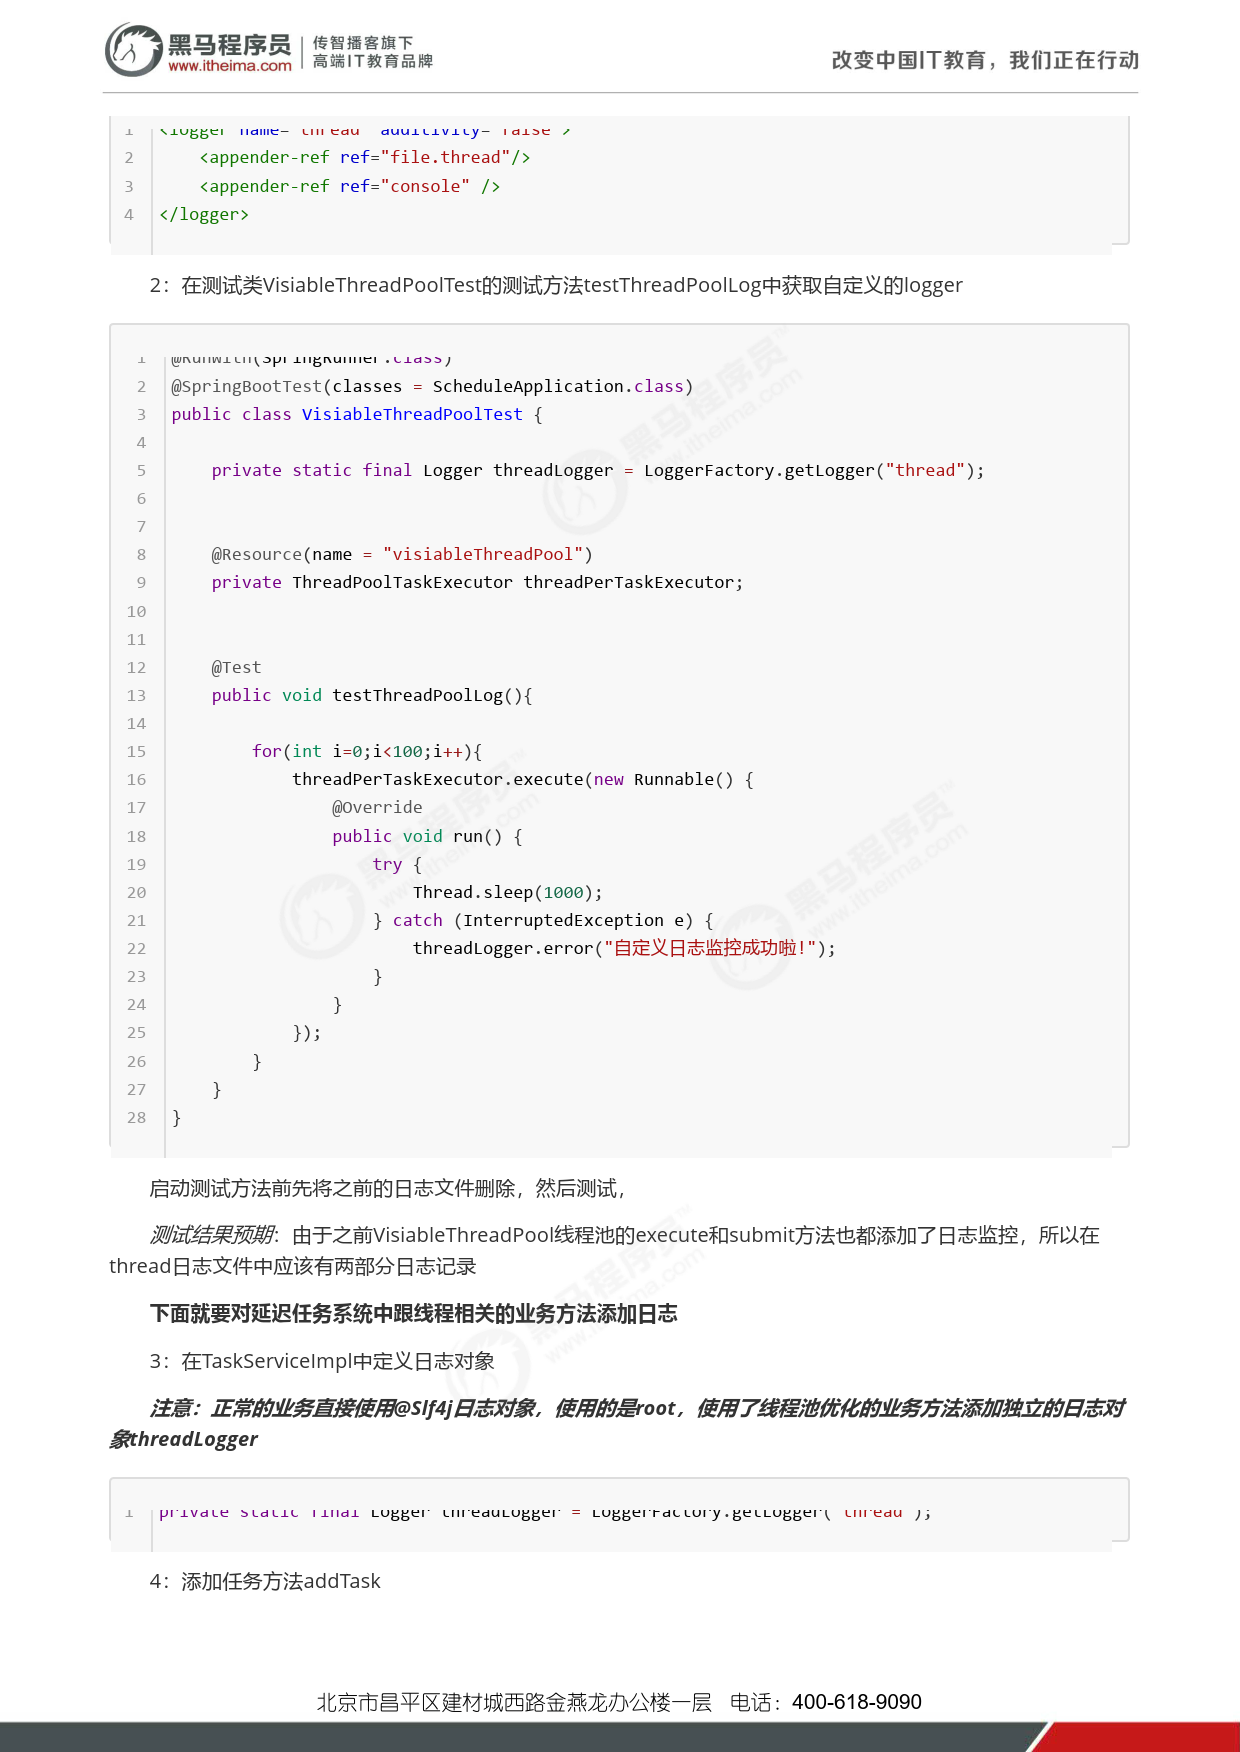 黑马程序员
www.itheima.com
传智播客旗下
高端IT教育品牌
改变中国IT教育，我们正在行动
1 <logger name="thread" additivity="false">
2     <appender-ref ref="file.thread"/>
3     <appender-ref ref="console" />
4 </logger>
2：在测试类VisiableThreadPoolTest的测试方法testThreadPoolLog中获取自定义的logger
1 @RunWith(SpringRunner.class)
2 @SpringBootTest(classes = ScheduleApplication.class)
3 public class VisiableThreadPoolTest {
4
5     private static final Logger threadLogger = LoggerFactory.getLogger("thread");
6
7
8     @Resource(name = "visiableThreadPool")
9     private ThreadPoolTaskExecutor threadPerTaskExecutor;
10
11
12     @Test
13     public void testThreadPoolLog(){
14
15         for(int i=0;i<100;i++){
16             threadPerTaskExecutor.execute(new Runnable() {
17                 @Override
18                 public void run() {
19                     try {
20                         Thread.sleep(1000);
21                     } catch (InterruptedException e) {
22                         threadLogger.error("自定义日志监控成功啦!");
23                     }
24                 }
25             });
26         }
27     }
28 }
启动测试方法前先将之前的日志文件删除，然后测试，
测试结果预期：由于之前VisiableThreadPool线程池的execute和submit方法也都添加了日志监控，所以在
thread日志文件中应该有两部分日志记录
下面就要对延迟任务系统中跟线程相关的业务方法添加日志
3：在TaskServiceImpl中定义日志对象
注意：正常的业务直接使用@Slf4j日志对象，使用的是root，使用了线程池优化的业务方法添加独立的日志对
象threadLogger
1 private static final Logger threadLogger = LoggerFactory.getLogger("thread");
4：添加任务方法addTask
北京市昌平区建材城西路金燕龙办公楼一层 电话：400-618-9090